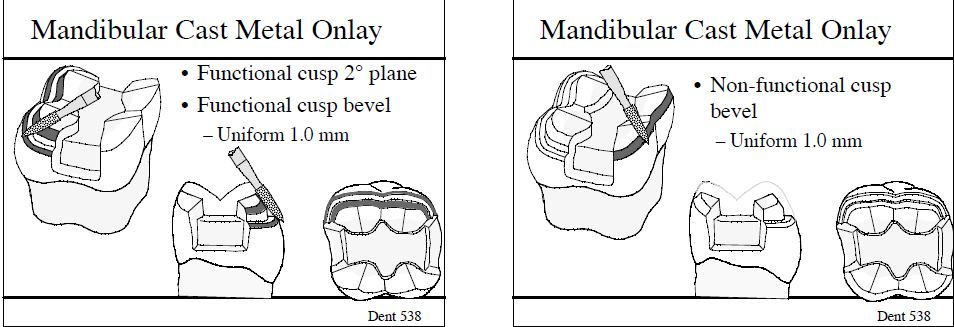 Mandibular Cast Metal Onlay
• Functional cusp 2° plane
• Functional cusp bevel
– Uniform 1.0 mm
Dent 538
Mandibular Cast Metal Onlay
• Non-functional cusp
bevel
– Uniform 1.0 mm
Dent 538